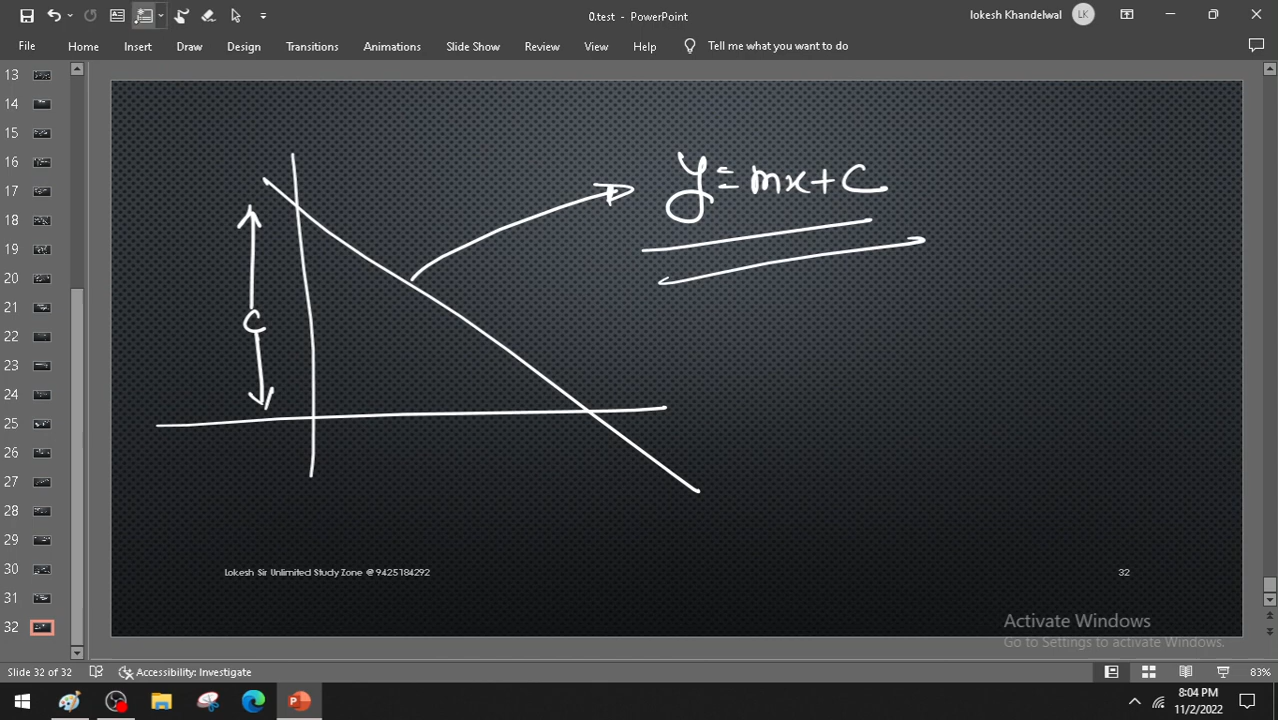 0.test - PowerPoint
lokesh Khandelwal
LK
File Home Insert Draw Design Transitions Animations Slide Show Review View Help Tell me what you want to do
13
14
15
16
17
18
19
20
21
22
23
24
25
26
27
28
29
30
31
32
y=mx+c
c
Lokesh Sir Unlimited Study Zone @ 9425184292
32
Activate Windows
Go to Settings to activate Windows.
Slide 32 of 32 Accessibility: Investigate 83%
8:04 PM
11/2/2022